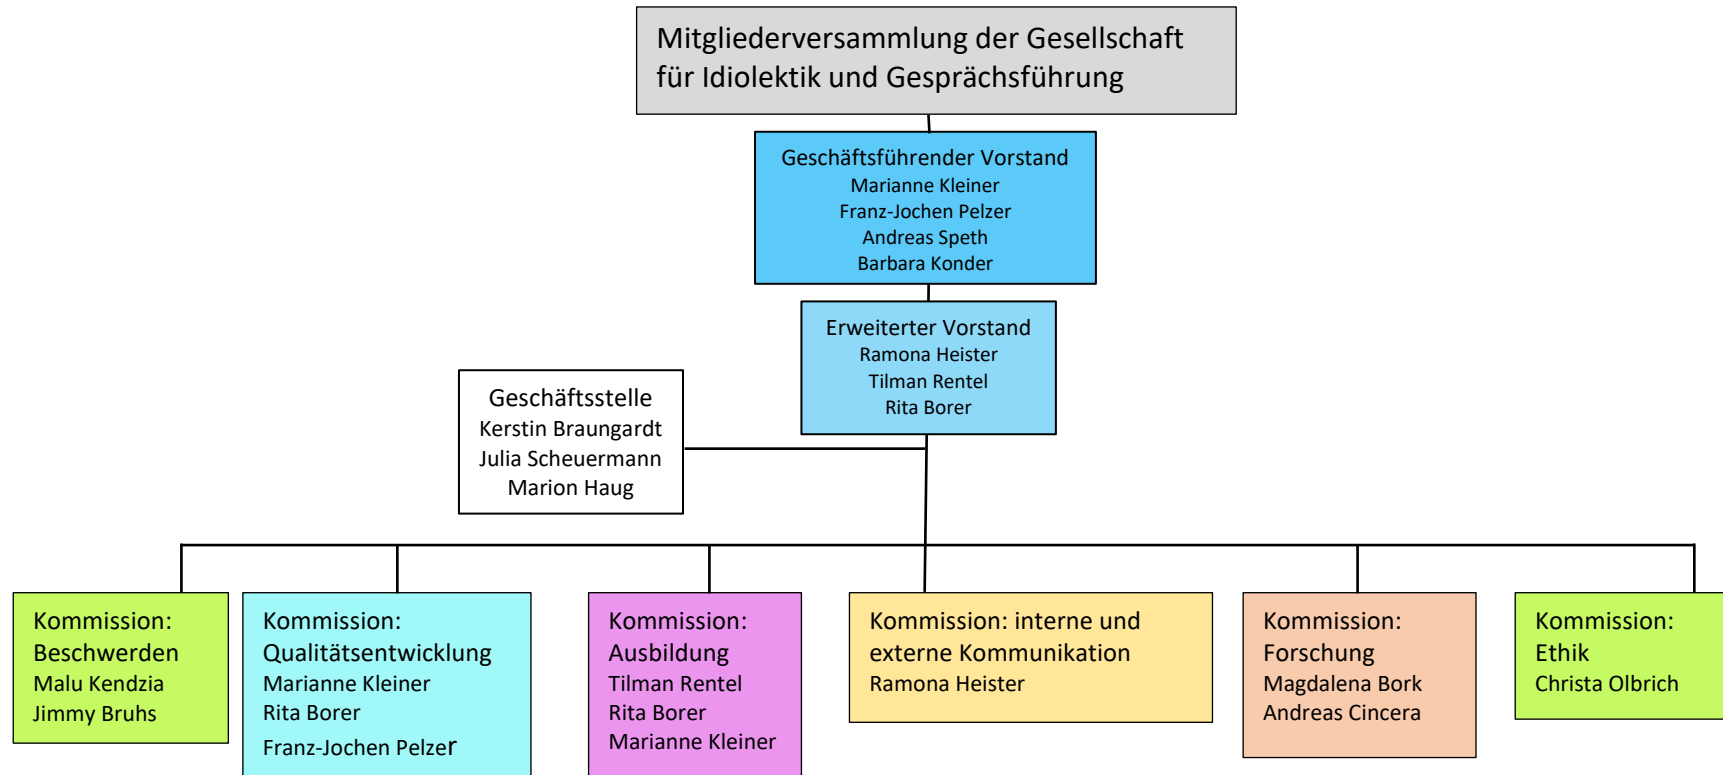 Mitgliederversammlung der Gesellschaft
für Idiolektik und Gesprächsführung
Geschäftsführender Vorstand
Marianne Kleiner
Franz-Jochen Pelzer
Andreas Speth
Barbara Konder
Erweiterter Vorstand
Ramona Heister
Tilman Rentel
Rita Borer
Geschäftsstelle
Kerstin Braungardt
Julia Scheuermann
Marion Haug
Kommission:
Beschwerden
Malu Kendzia
Jimmy Bruhs
Kommission:
Qualitätsentwicklung
Marianne Kleiner
Rita Borer
Franz-Jochen Pelzer
Kommission:
Ausbildung
Tilman Rentel
Rita Borer
Marianne Kleiner
Kommission: interne und
externe Kommunikation
Ramona Heister
Kommission:
Forschung
Magdalena Bork
Andreas Cincera
Kommission:
Ethik
Christa Olbrich